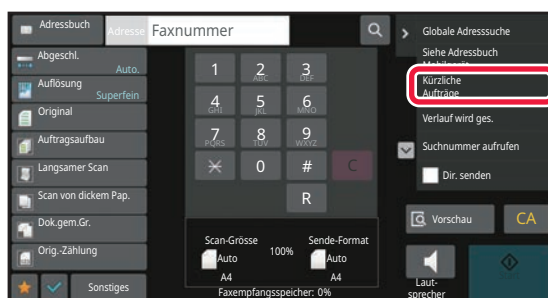 Adressbuch
Adresse
Faxnummer
Abgeschl.
Auto.
Auflösung
Superfein
Original
Auftragsaufbau
Langsamer Scan
Scan von dickem Pap.
Dok.gem.Gr.
Orig.-Zählung
Sonstiges
1
2 ABC
3 DEF
4 GHI
5 JKL
6 MNO
7 PQRS
8 TUV
9 WXYZ
0
#
C
R
Scan-Grösse
Auto
A4
100%
Sende-Format
Auto
A4
Faxempfangsspeicher: 0%
Globale Adresssuche
Siehe Adressbuch
Mobilgerät
Kürzliche
Aufträge
Verlauf wird ges.
Suchnummer aufrufen
Dir. senden
Vorschau
CA
Laut-
sprecher